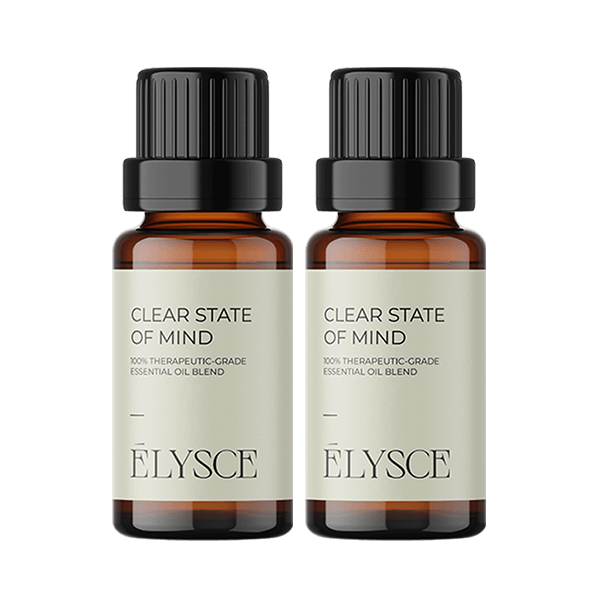 CLEAR STATE
OF MIND
100% THERAPEUTIC-GRADE
ESSENTIAL OIL BLEND
ÉLYSCE
CLEAR STATE
OF MIND
100% THERAPEUTIC-GRADE
ESSENTIAL OIL BLEND
ÉLYSCE